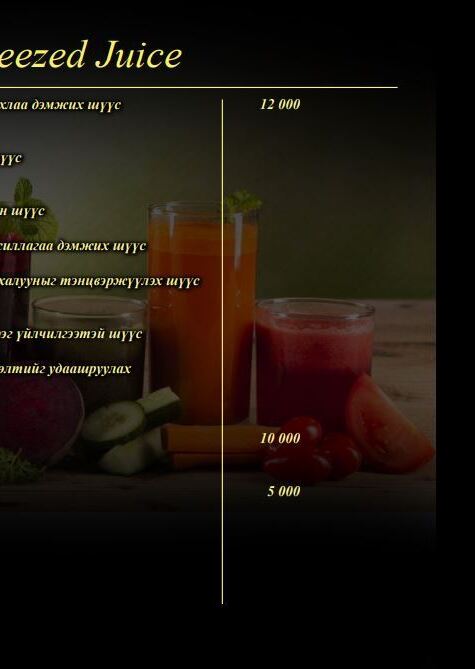 eezed Juice
хлаа дэмжих шүүс
12 000
үүс
н шүүс
иллагаа дэмжих шүүс
халууныг тэнцвэржүүлэх шүүс
эг үйлчилгээтэй шүүс
элтийг удаашруулах
10 000
5 000